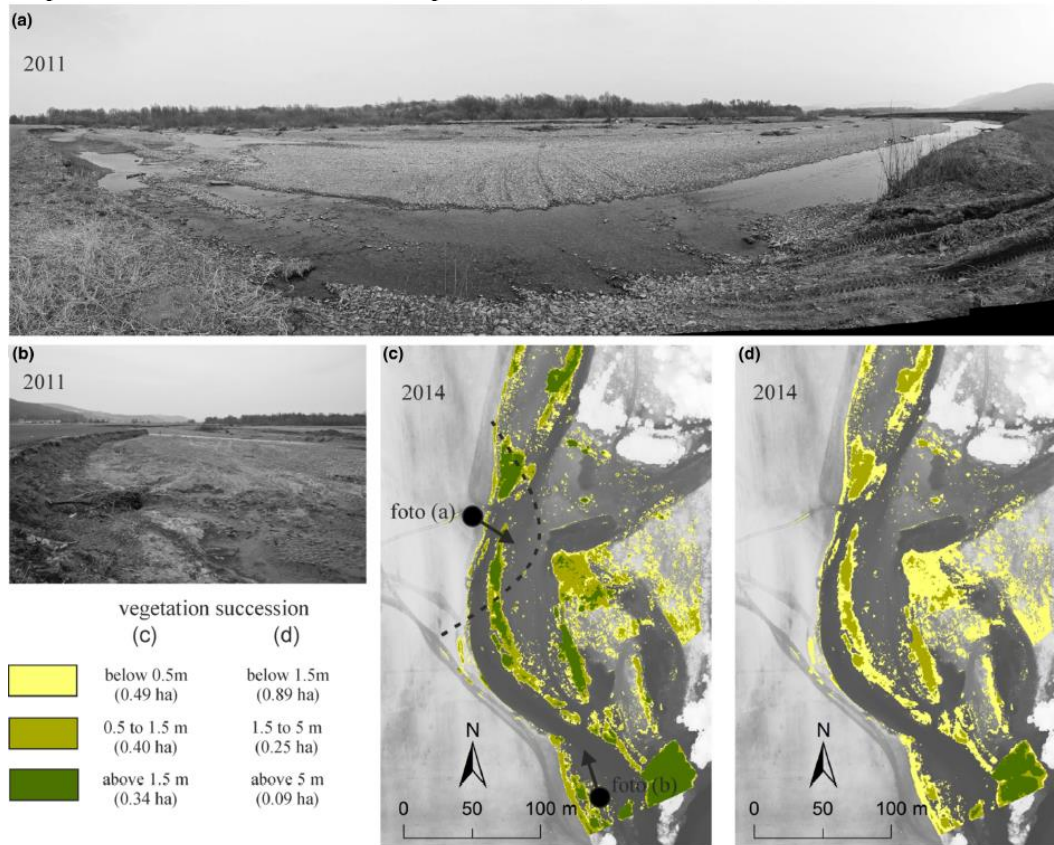 (a)
2011
(b)
2011
(c)
2014
foto (a)
foto (b)
N
0 50 100 m
(d)
2014
N
0 50 100 m
vegetation succession
(c) (d)
below 0.5m below 1.5m
(0.49 ha) (0.89 ha)
0.5 to 1.5 m 1.5 to 5 m
(0.40 ha) (0.25 ha)
above 1.5 m above 5 m
(0.34 ha) (0.09 ha)